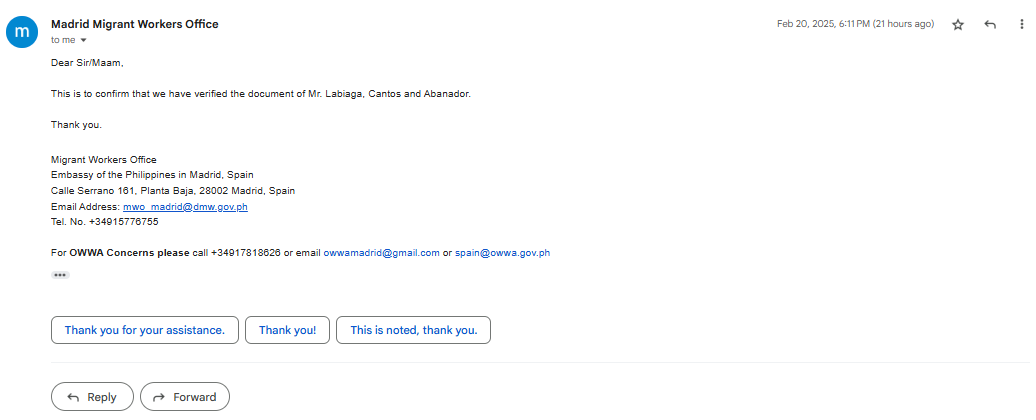 m
Madrid Migrant Workers Office
Feb 20, 2025, 6:11 PM (21 hours ago)
to me
Dear Sir/Maam,
This is to confirm that we have verified the document of Mr. Labiaga, Cantos and Abanador.
Thank you.
Migrant Workers Office
Embassy of the Philippines in Madrid, Spain
Calle Serrano 161, Planta Baja, 28002 Madrid, Spain
Email Address: mwo_madrid@dmw.gov.ph
Tel. No. +34915776755
For OWWA Concerns please call +34917818626 or email owwamadrid@gmail.com or spain@owwa.gov.ph
Thank you for your assistance.
Thank you!
This is noted, thank you.
Reply
Forward